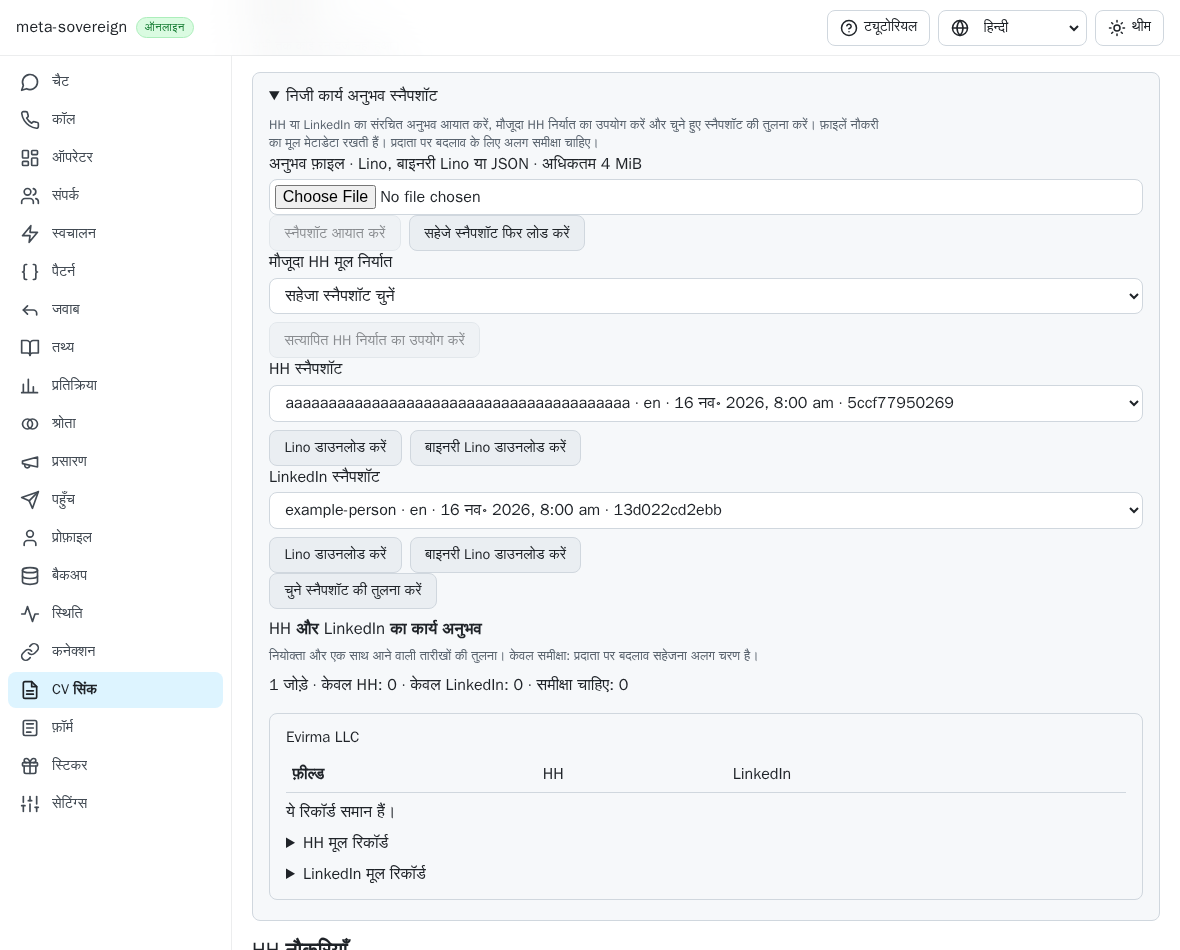 meta-sovereign ऑनलाइन
ट्यूटोरियल
हिन्दी
थीम
चैट
कॉल
ऑपरेटर
संपर्क
स्वचालन
पैटर्न
जवाब
तथ्य
प्रतिक्रिया
श्रोता
प्रसारण
पहुँच
प्रोफ़ाइल
बैकअप
स्थिति
कनेक्शन
CV सिंक
फ़ॉर्म
स्टिकर
सेटिंग्स
निजी कार्य अनुभव स्नैपशॉट
HH या LinkedIn का संरचित अनुभव आयात करें, मौजूदा HH निर्यात का उपयोग करें और चुने हुए स्नैपशॉट की तुलना करें। फ़ाइलें नौकरी
का मूल मेटाडेटा रखती हैं। प्रदाता पर बदलाव के लिए अलग समीक्षा चाहिए।
अनुभव फ़ाइल · Lino, बाइनरी Lino या JSON · अधिकतम 4 MiB
Choose File No file chosen
स्नैपशॉट आयात करें सहेजे स्नैपशॉट फिर लोड करें
मौजूदा HH मूल निर्यात
सहेजा स्नैपशॉट चुनें
सत्यापित HH निर्यात का उपयोग करें
HH स्नैपशॉट
aaaaaaaaaaaaaaaaaaaaaaaaaaaaaaaaaaaaaa · en · 16 नव॰ 2026, 8:00 am · 5ccf77950269
Lino डाउनलोड करें बाइनरी Lino डाउनलोड करें
LinkedIn स्नैपशॉट
example-person · en · 16 नव॰ 2026, 8:00 am · 13d022cd2ebb
Lino डाउनलोड करें बाइनरी Lino डाउनलोड करें
चुने स्नैपशॉट की तुलना करें
HH और LinkedIn का कार्य अनुभव
नियोक्ता और एक साथ आने वाली तारीखों की तुलना। केवल समीक्षा: प्रदाता पर बदलाव सहेजना अलग चरण है।
1 जोड़े · केवल HH: 0 · केवल LinkedIn: 0 · समीक्षा चाहिए: 0
Evirma LLC
फ़ील्ड HH LinkedIn
ये रिकॉर्ड समान हैं।
HH मूल रिकॉर्ड
LinkedIn मूल रिकॉर्ड
HH नौकरियाँ